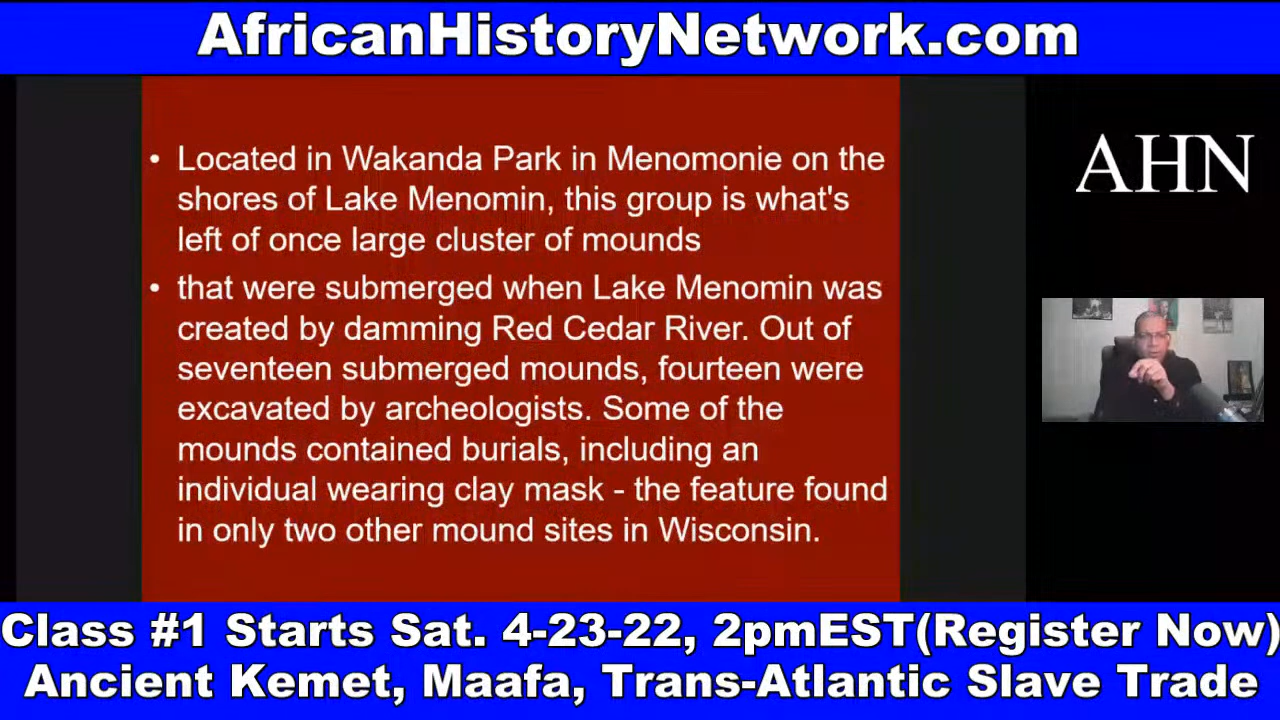 AfricanHistoryNetwork.com
• Located in Wakanda Park in Menomonie on the
shores of Lake Menomin, this group is what's
left of once large cluster of mounds
• that were submerged when Lake Menomin was
created by damming Red Cedar River. Out of
seventeen submerged mounds, fourteen were
excavated by archeologists. Some of the
mounds contained burials, including an
individual wearing clay mask - the feature found
in only two other mound sites in Wisconsin.
AHN
Class #1 Starts Sat. 4-23-22, 2pmEST(Register Now)
Ancient Kemet, Maafa, Trans-Atlantic Slave Trade